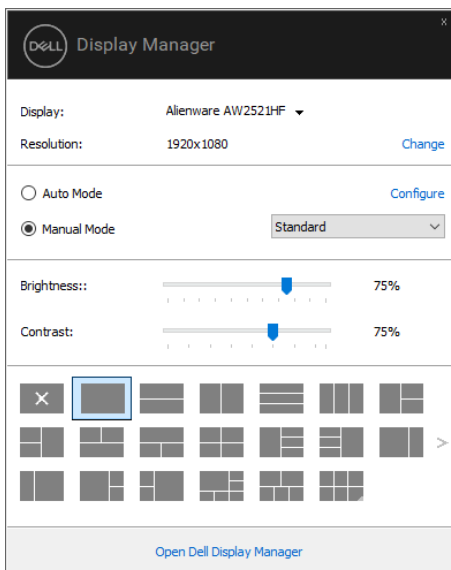 x
DELL Display Manager
Display: Alienware AW2521HF
Resolution: 1920x1080 Change
Auto Mode Configure
Manual Mode Standard
Brightness:: 75%
Contrast: 75%
Open Dell Display Manager